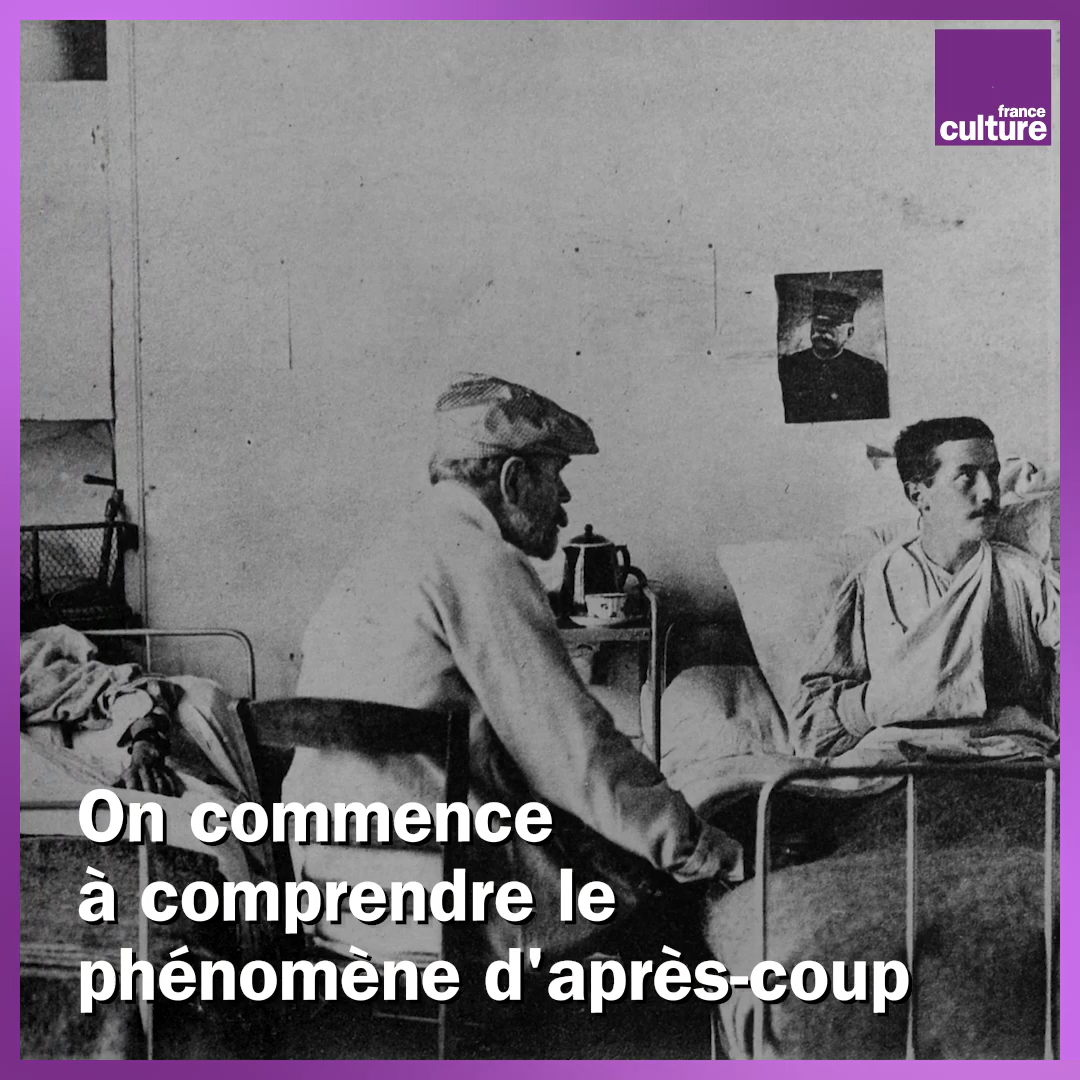 france
culture
On commence
à comprendre le
phénomène d'après-coup